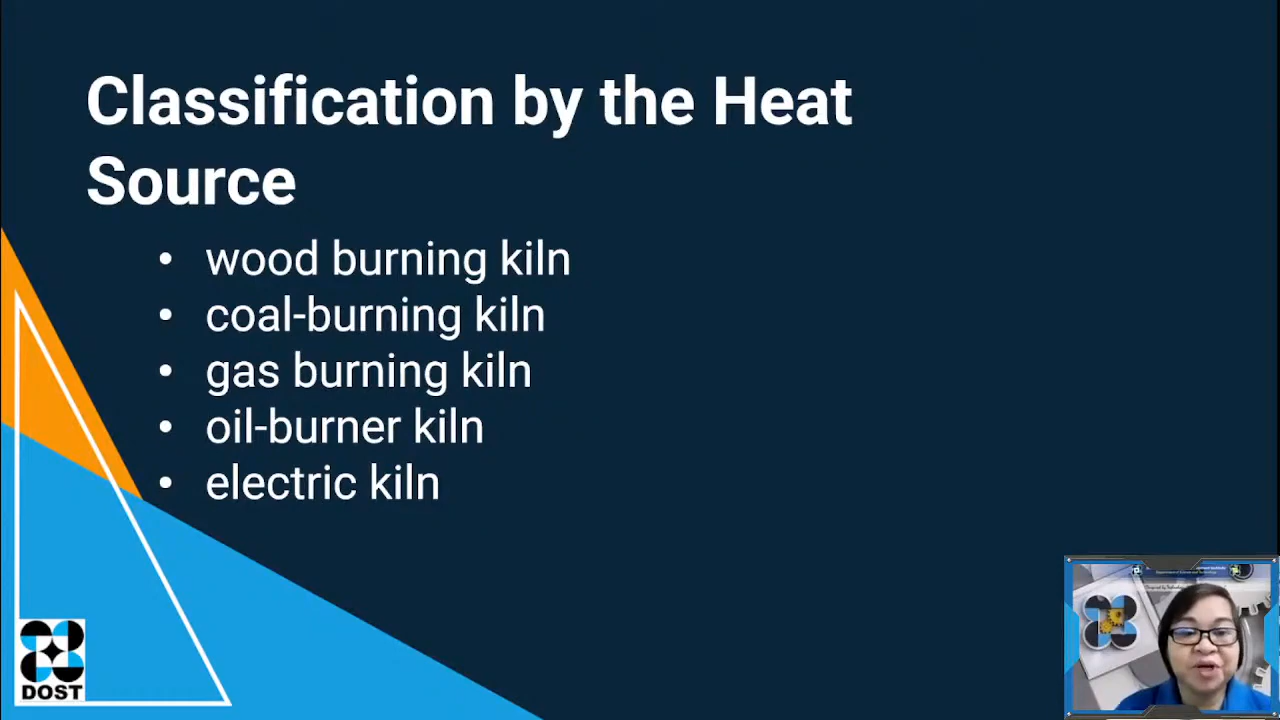 Classification by the Heat
Source
• wood burning kiln
• coal-burning kiln
• gas burning kiln
• oil-burner kiln
• electric kiln
DOST